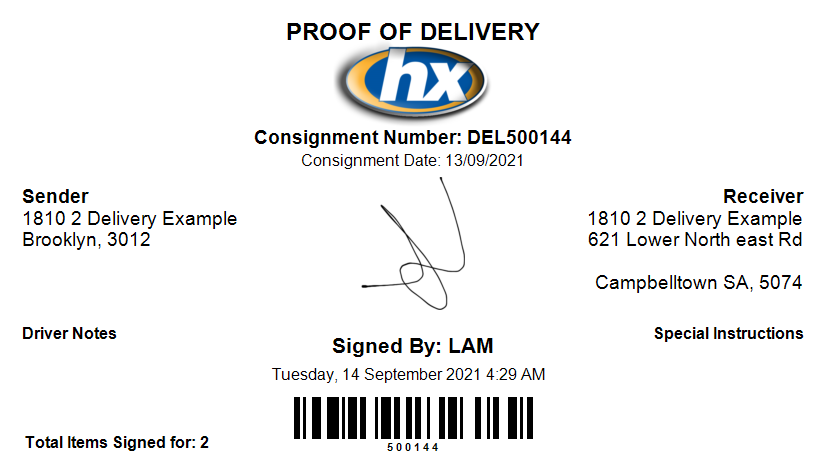 PROOF OF DELIVERY
hx
Consignment Number: DEL500144
Consignment Date: 13/09/2021
Sender
1810 2 Delivery Example
Brooklyn, 3012
Receiver
1810 2 Delivery Example
621 Lower North east Rd
Campbelltown SA, 5074
Driver Notes
Special Instructions
Signed By: LAM
Tuesday, 14 September 2021 4:29 AM
500144
Total Items Signed for: 2